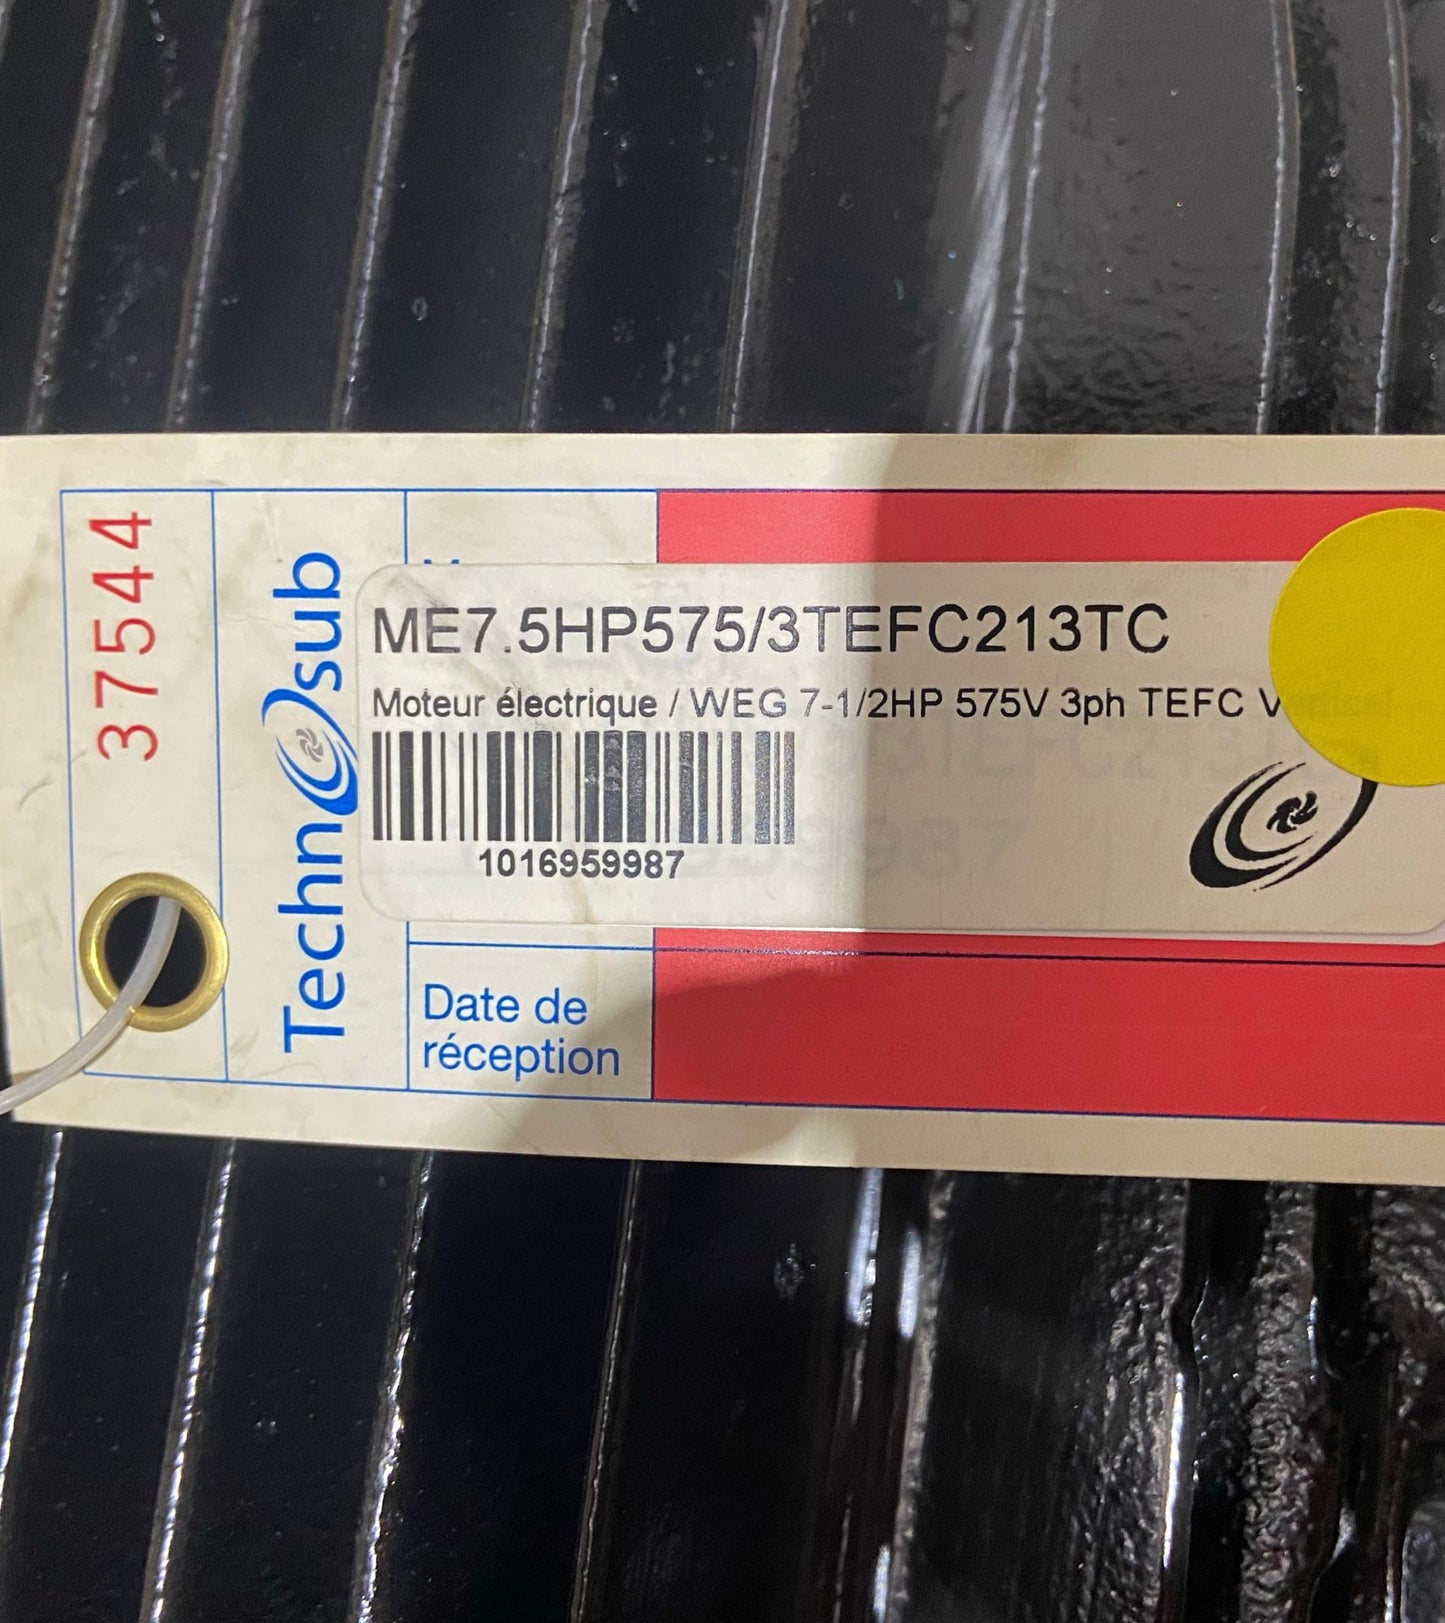 37544
Technosub
ME7.5HP575/3TEFC213TC
Moteur électrique / WEG 7-1/2HP 575V 3ph TEFC
1016959987
Date de
réception